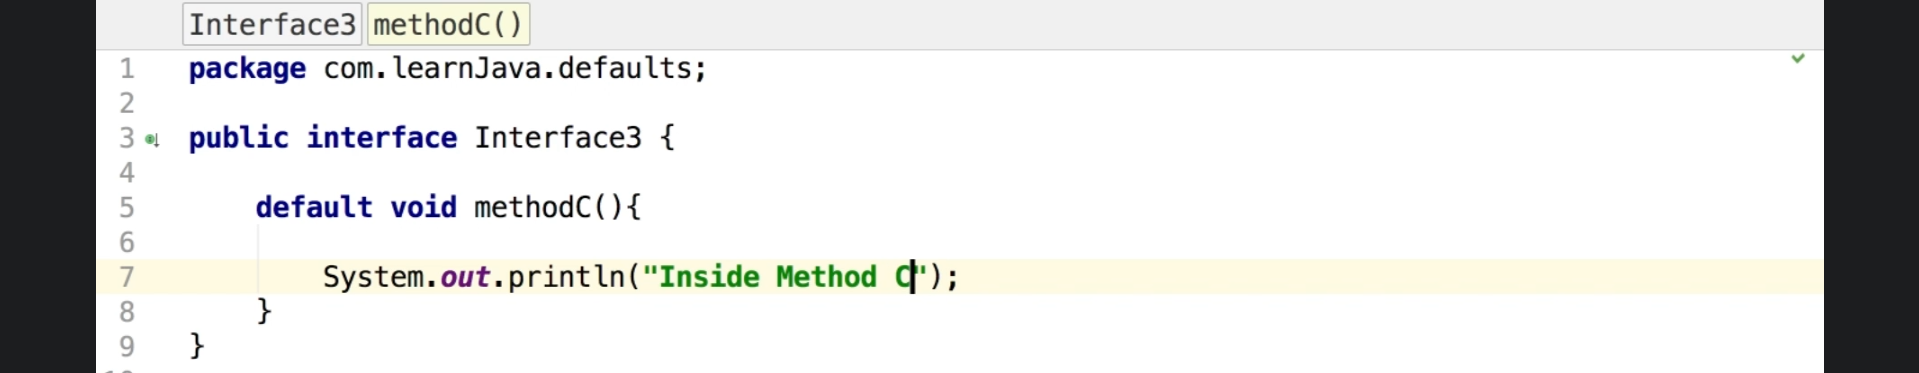 Interface3 methodC()
1 package com.learnJava.defaults;
2
3 public interface Interface3 {
4
5 default void methodC(){
6
7 System.out.println("Inside Method C");
8 }
9 }